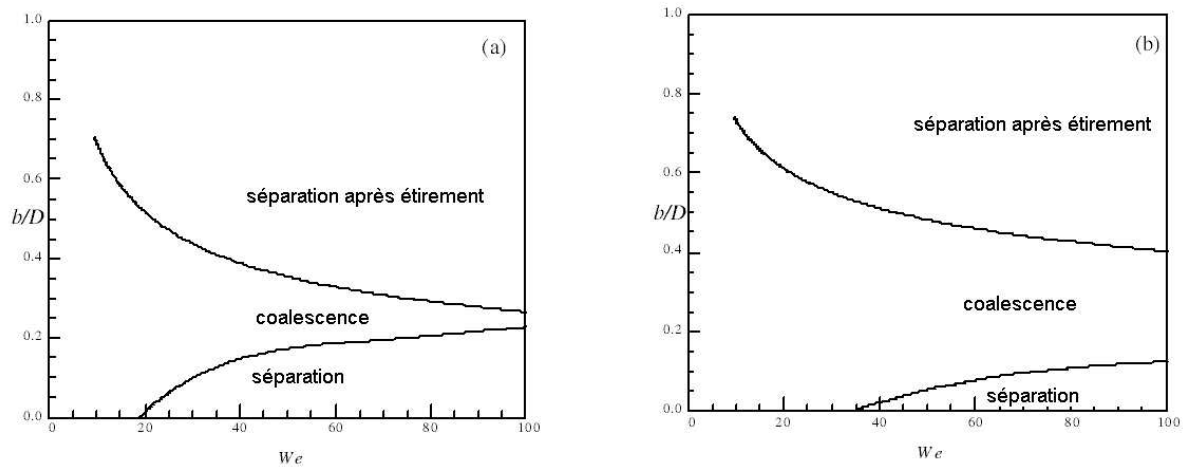 1.0
(a)
0.8
séparation après étirement
0.6
b/D
0.4
coalescence
0.2
séparation
0.0
0 20 40 60 80 100
We
1.0
(b)
0.8
séparation après étirement
0.6
b/D
0.4
coalescence
0.2
séparation
0.0
0 20 40 60 80 100
We